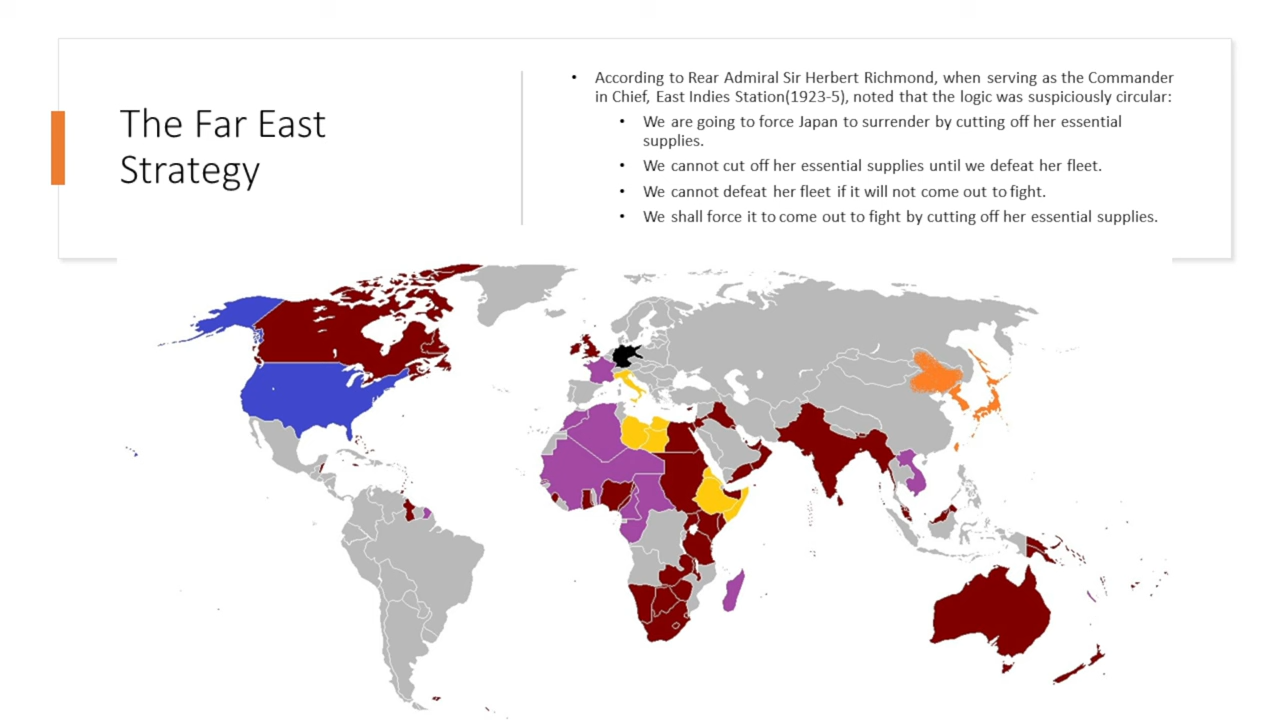 The Far East
Strategy
• According to Rear Admiral Sir Herbert Richmond, when serving as the Commander
in Chief, East Indies Station(1923-5), noted that the logic was suspiciously circular:
• We are going to force Japan to surrender by cutting off her essential
supplies.
• We cannot cut off her essential supplies until we defeat her fleet.
• We cannot defeat her fleet if it will not come out to fight.
• We shall force it to come out to fight by cutting off her essential supplies.